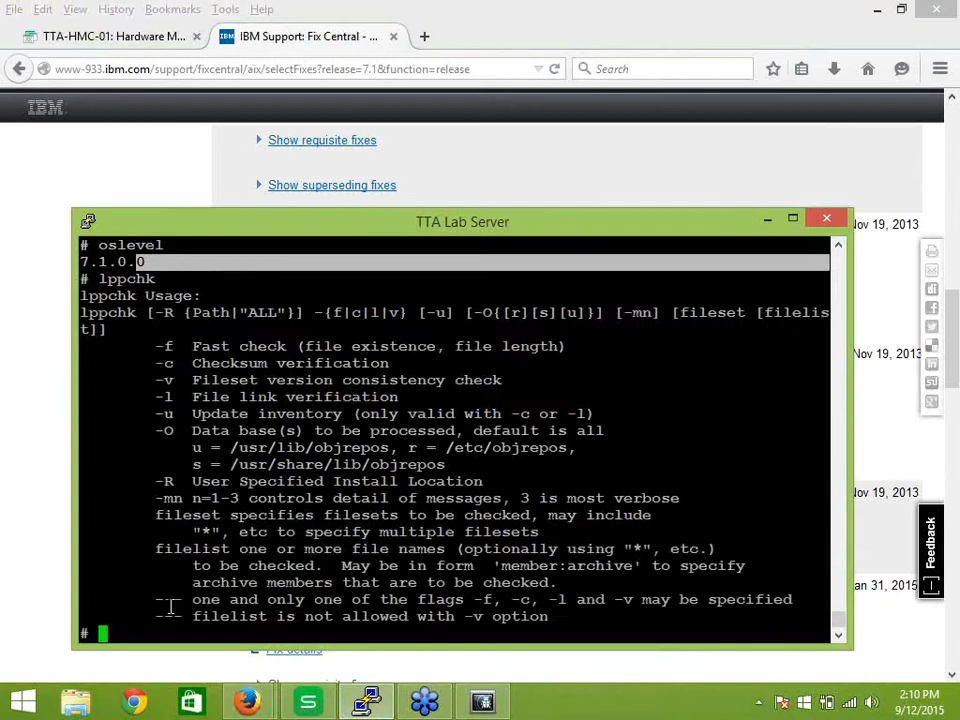 File Edit View History Bookmarks Tools Help
TTA-HMC-01: Hardware M... × IBM IBM Support: Fix Central - ... × +
www-933.ibm.com/support/fixcentral/aix/selectFixes?release=7.1&function=release Search
IBM
Show requisite fixes
Show superseding fixes
Nov 19, 2013
TTA Lab Server
# oslevel
7.1.0.0
# lppchk
lppchk Usage:
lppchk [-R {Path|"ALL"}] -{f|c|l|v} [-u] [-O{[r][s][u]}] [-mn] [fileset [filelis
t]]
-f Fast check (file existence, file length)
-c Checksum verification
-v Fileset version consistency check
-l File link verification
-u Update inventory (only valid with -c or -l)
-O Data base(s) to be processed, default is all
u = /usr/lib/objrepos, r = /etc/objrepos,
s = /usr/share/lib/objrepos
-R User Specified Install Location
-mn n=1-3 controls detail of messages, 3 is most verbose
fileset specifies filesets to be checked, may include
"*", etc to specify multiple filesets
filelist one or more file names (optionally using "*", etc.)
to be checked. May be in form 'member:archive' to specify
archive members that are to be checked.
--- one and only one of the flags -f, -c, -l and -v may be specified
--- filelist is not allowed with -v option
#
Nov 19, 2013
Nov 19, 2013
Jan 31, 2015
Feedback
Fix details
2:10 PM
9/12/2015